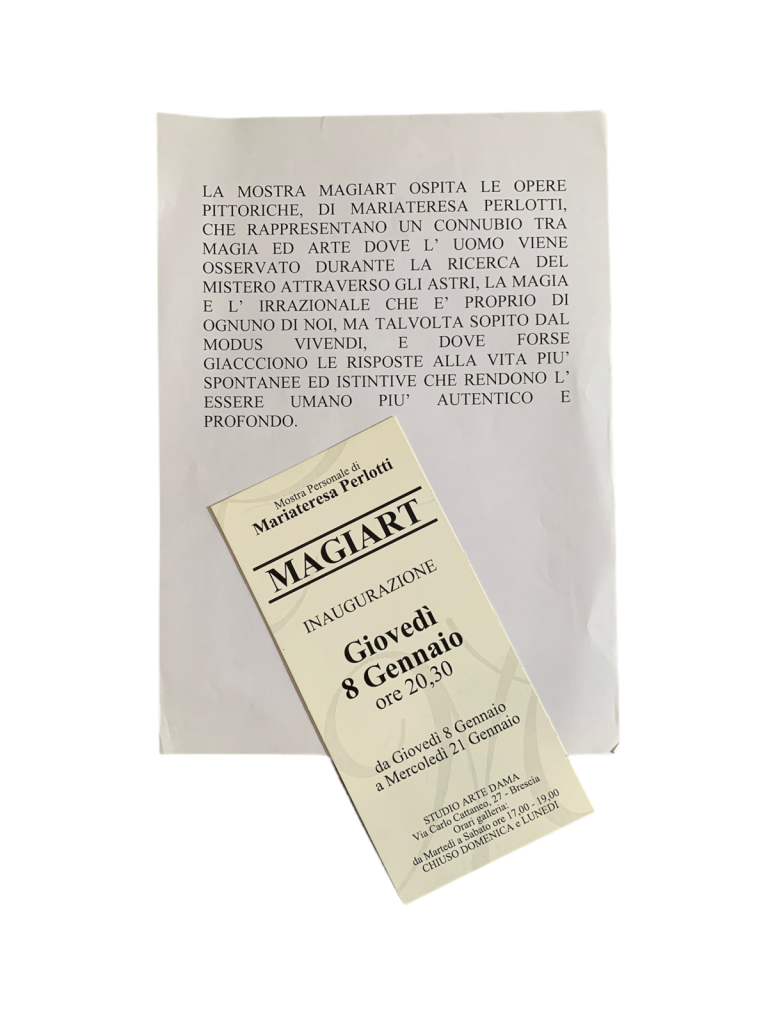 LA MOSTRA MAGIART OSPITA LE OPERE
PITTORICHE, DI MARIATERESA PERLOTTI,
CHE RAPPRESENTANO UN CONNUBIO TRA
MAGIA ED ARTE DOVE L' UOMO VIENE
OSSERVATO DURANTE LA RICERCA DEL
MISTERO ATTRAVERSO GLI ASTRI, LA MAGIA
E L' IRRAZIONALE CHE E' PROPRIO DI
OGNUNO DI NOI, MA TALVOLTA SOPITO DAL
MODUS VIVENDI, E DOVE FORSE
GIACCCIONO LE RISPOSTE ALLA VITA PIU'
SPONTANEE ED ISTINTIVE CHE RENDONO L'
ESSERE UMANO PIU' AUTENTICO E
PROFONDO.
Mostra Personale di
Mariateresa Perlotti
MAGIART
INAUGURAZIONE
Giovedì
8 Gennaio
ore 20,30
da Giovedì 8 Gennaio
a Mercoledì 21 Gennaio
STUDIO ARTE DAMA
Via Carlo Cattaneo, 27 - Brescia
Orari galleria:
da Martedì a Sabato ore 17,00 - 19,00
CHIUSO DOMENICA e LUNEDI